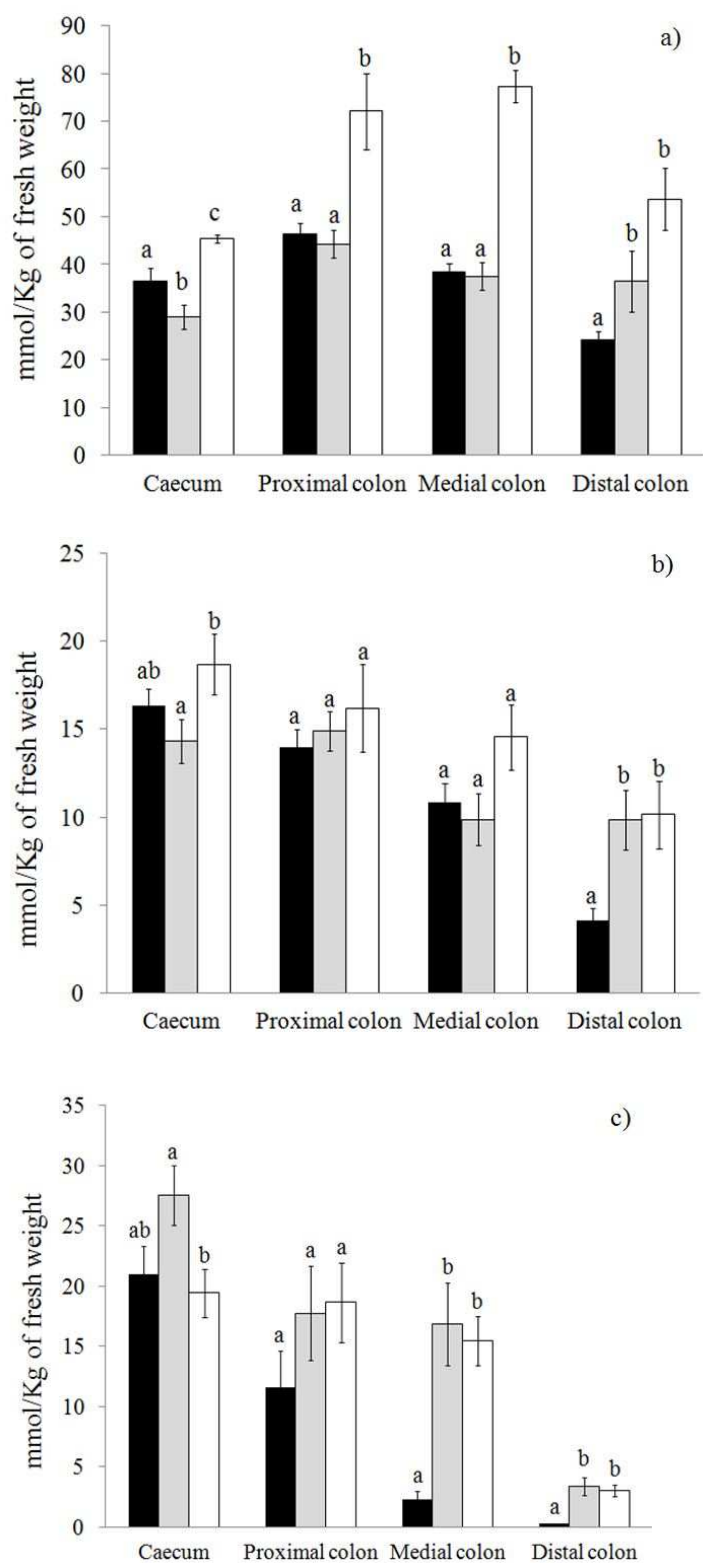 a)
mmol/Kg of fresh weight
90
80
70
60
50
40
30
20
10
0
a b c
a a b
a a b
a b b
Caecum Proximal colon Medial colon Distal colon
b)
mmol/Kg of fresh weight
25
20
15
10
5
0
ab a b
a a a
a a a
a b b
Caecum Proximal colon Medial colon Distal colon
c)
mmol/Kg of fresh weight
35
30
25
20
15
10
5
0
ab a b
a a a
a b b
a b b
Caecum Proximal colon Medial colon Distal colon